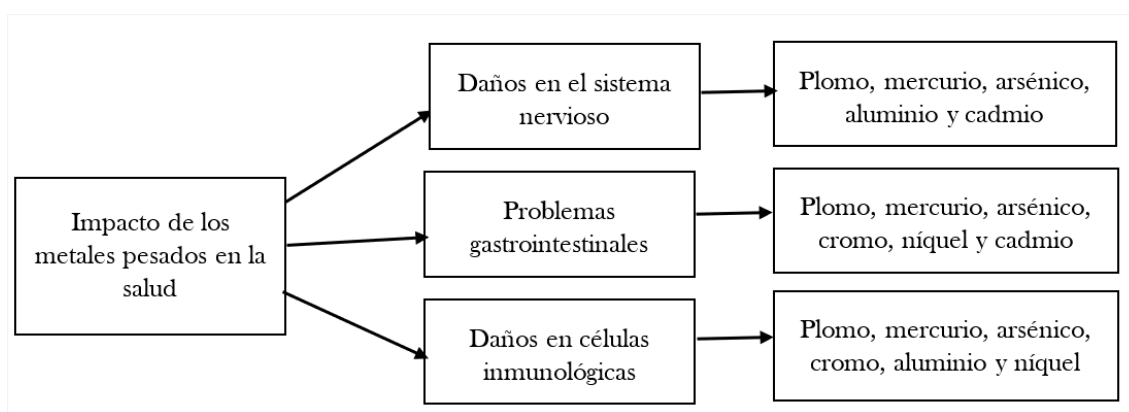 Impacto de los
metales pesados en la
salud
Daños en el sistema
nervioso
Plomo, mercurio, arsénico,
aluminio y cadmio
Problemas
gastrointestinales
Plomo, mercurio, arsénico,
cromo, níquel y cadmio
Daños en células
inmunológicas
Plomo, mercurio, arsénico,
cromo, aluminio y níquel